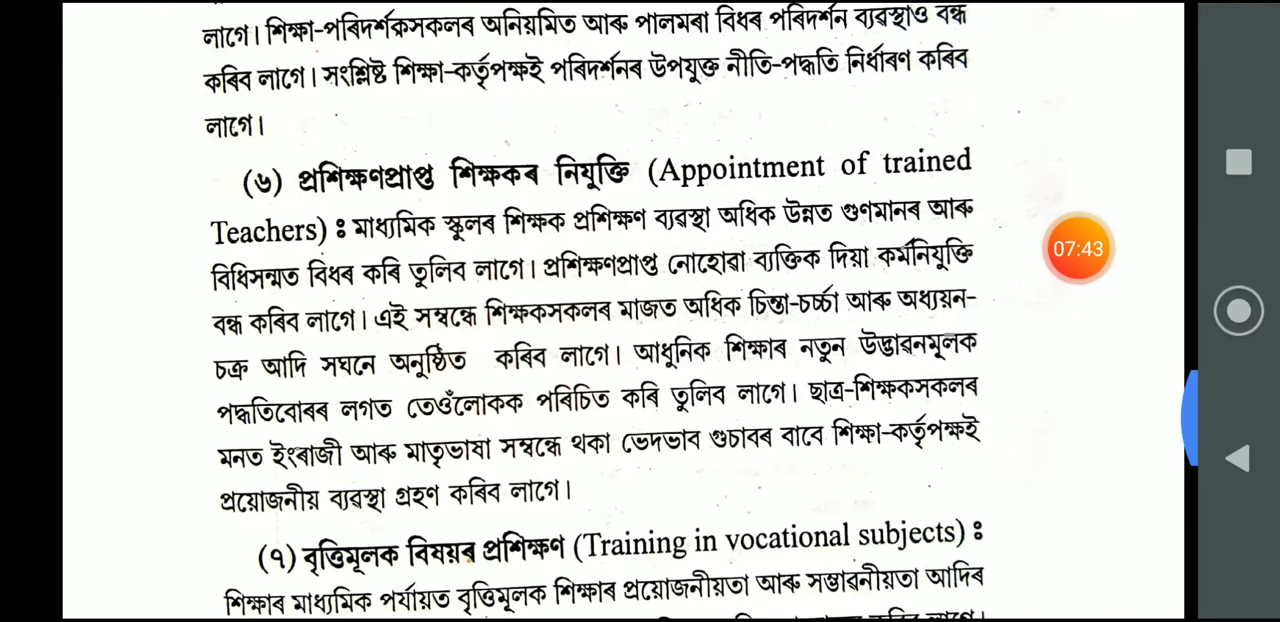 লাগে। শিক্ষা-পৰিদৰ্শকসকলৰ অনিয়মিত আৰু পালমৰা বিধৰ পৰিদৰ্শন ব্যৱস্থাও বন্ধ
কৰিব লাগে। সংশ্লিষ্ট শিক্ষা-কৰ্তৃপক্ষই পৰিদৰ্শনৰ উপযুক্ত নীতি-পদ্ধতি নিৰ্ধাৰণ কৰিব
লাগে।
(৬) প্ৰশিক্ষণপ্ৰাপ্ত শিক্ষকৰ নিযুক্তি (Appointment of trained
Teachers) : মাধ্যমিক স্কুলৰ শিক্ষক প্ৰশিক্ষণ ব্যৱস্থা অধিক উন্নত গুণমানৰ আৰু
বিধিসন্মত বিধৰ কৰি তুলিব লাগে। প্ৰশিক্ষণপ্ৰাপ্ত নোহোৱা ব্যক্তিক দিয়া কৰ্মনিযুক্তি
বন্ধ কৰিব লাগে। এই সম্বন্ধে শিক্ষকসকলৰ মাজত অধিক চিন্তা-চৰ্চ্চা আৰু অধ্যয়ন-
চক্ৰ আদি সঘনে অনুষ্ঠিত কৰিব লাগে। আধুনিক শিক্ষাৰ নতুন উদ্ভাৱনমূলক
পদ্ধতিবোৰৰ লগত তেওঁলোকক পৰিচিত কৰি তুলিব লাগে। ছাত্ৰ-শিক্ষকসকলৰ
মনত ইংৰাজী আৰু মাতৃভাষা সম্বন্ধে থকা ভেদভাব গুচাবৰ বাবে শিক্ষা-কৰ্তৃপক্ষই
প্ৰয়োজনীয় ব্যৱস্থা গ্ৰহণ কৰিব লাগে।
(৭) বৃত্তিমূলক বিষয়ৰ প্ৰশিক্ষণ (Training in vocational subjects) :
শিক্ষাৰ মাধ্যমিক পৰ্যায়ত বৃত্তিমূলক শিক্ষাৰ প্ৰয়োজনীয়তা আৰু সম্ভাৱনীয়তা আদিৰ
কৰিব লাগে।
07:43